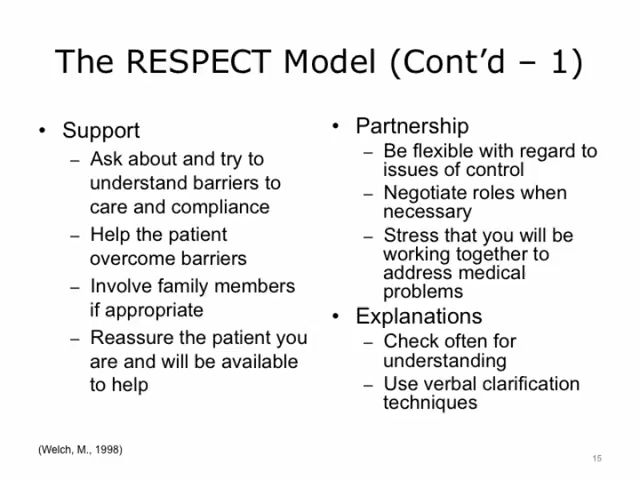 The RESPECT Model (Cont’d – 1)
• Support
– Ask about and try to
understand barriers to
care and compliance
– Help the patient
overcome barriers
– Involve family members
if appropriate
– Reassure the patient you
are and will be available
to help
• Partnership
– Be flexible with regard to
issues of control
– Negotiate roles when
necessary
– Stress that you will be
working together to
address medical
problems
• Explanations
– Check often for
understanding
– Use verbal clarification
techniques
(Welch, M., 1998)
15